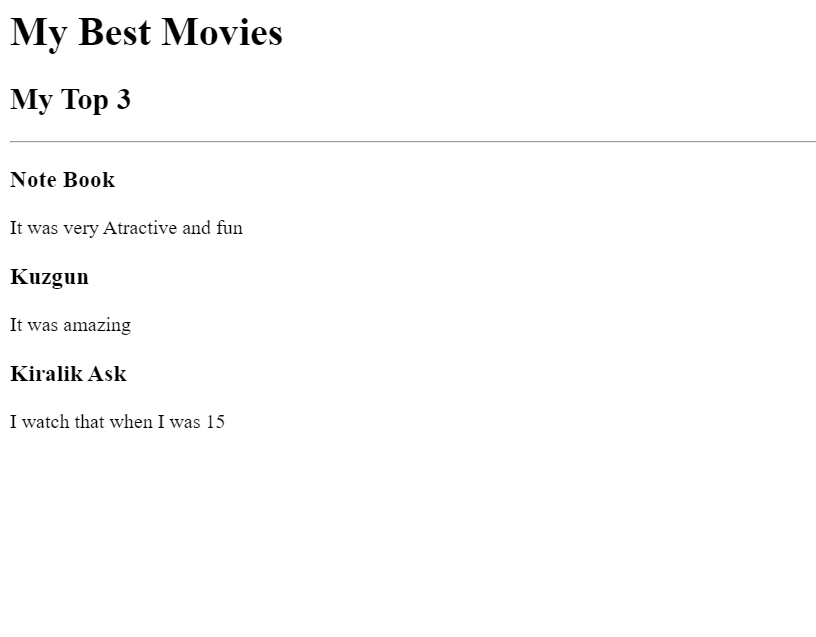 My Best Movies
My Top 3
Note Book
It was very Atractive and fun
Kuzgun
It was amazing
Kiralik Ask
I watch that when I was 15